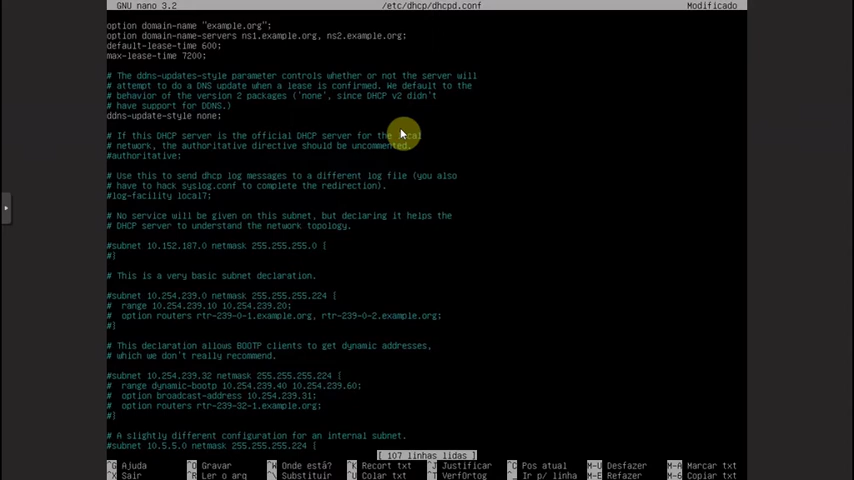 GNU nano 3.2 /etc/dhcp/dhcpd.conf Modificado
option domain-name "example.org";
option domain-name-servers ns1.example.org, ns2.example.org;
default-lease-time 600;
max-lease-time 7200;
# The ddns-updates-style parameter controls whether or not the server will
# attempt to do a DNS update when a lease is confirmed. We default to the
# behavior of the version 2 packages ('none', since DHCP v2 didn't
# have support for DDNS.)
ddns-update-style none;
# If this DHCP server is the official DHCP server for the local
# network, the authoritative directive should be uncommented.
#authoritative;
# Use this to send dhcp log messages to a different log file (you also
# have to hack syslog.conf to complete the redirection).
#log-facility local7;
# No service will be given on this subnet, but declaring it helps the
# DHCP server to understand the network topology.
#subnet 10.152.187.0 netmask 255.255.255.0 {
#}
# This is a very basic subnet declaration.
#subnet 10.254.239.0 netmask 255.255.255.224 {
# range 10.254.239.10 10.254.239.20;
# option routers rtr-239-0-1.example.org, rtr-239-0-2.example.org;
#}
# This declaration allows BOOTP clients to get dynamic addresses,
# which we don't really recommend.
#subnet 10.254.239.32 netmask 255.255.255.224 {
# range dynamic-bootp 10.254.239.40 10.254.239.60;
# option broadcast-address 10.254.239.31;
# option routers rtr-239-32-1.example.org;
#}
# A slightly different configuration for an internal subnet.
#subnet 10.5.5.0 netmask 255.255.255.224 {
[ 107 linhas lidas ]
^G Ajuda ^O Gravar ^W Onde está? ^K Recort txt ^J Justificar ^C Pos atual M-U Desfazer M-A Marcar txt
^X Sair ^R Ler o arq ^\ Substituir ^U Colar txt ^T VerfOrtog ^_ Ir p/ linha M-E Refazer M-6 Copiar txt